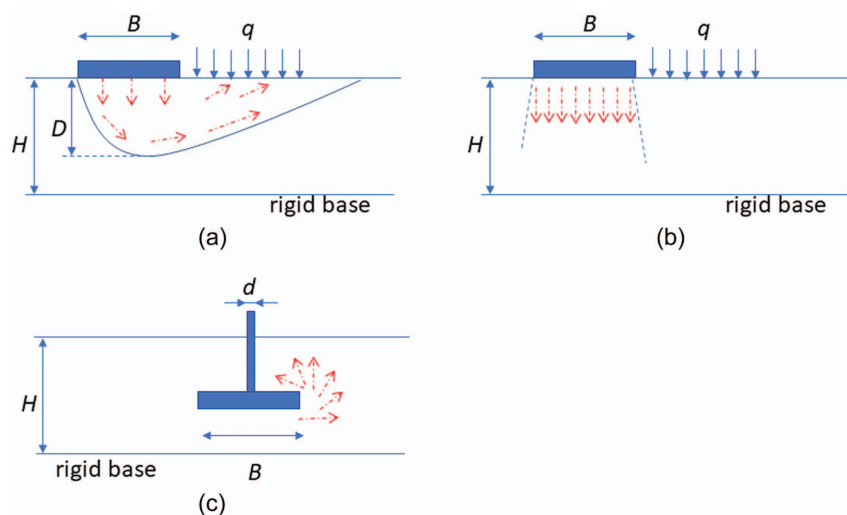 B q B q
D
H H
rigid base rigid base
(a) (b)
d
H
rigid base B
(c)